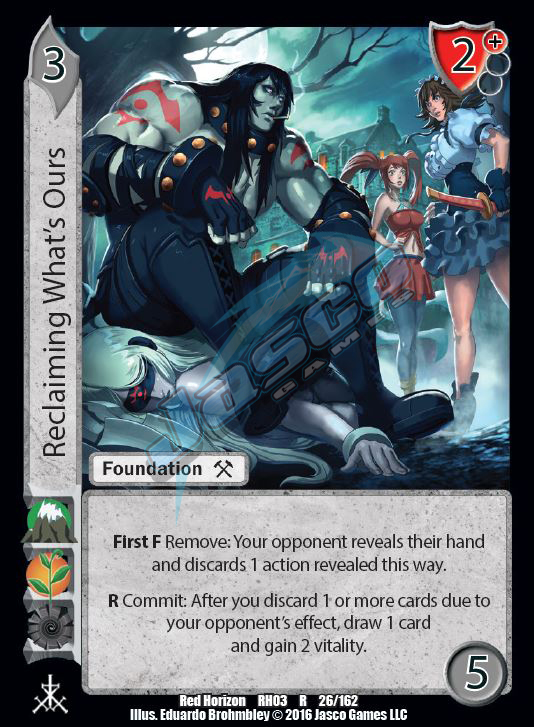 3
2
+
Reclaiming What's Ours
JASCO
GAMES
Foundation
First F Remove: Your opponent reveals their hand
and discards 1 action revealed this way.
R Commit: After you discard 1 or more cards due to
your opponent's effect, draw 1 card
and gain 2 vitality.
5
Red Horizon RH03 R 26/162
Illus. Eduardo Brohmbley © 2016 Jasco Games LLC